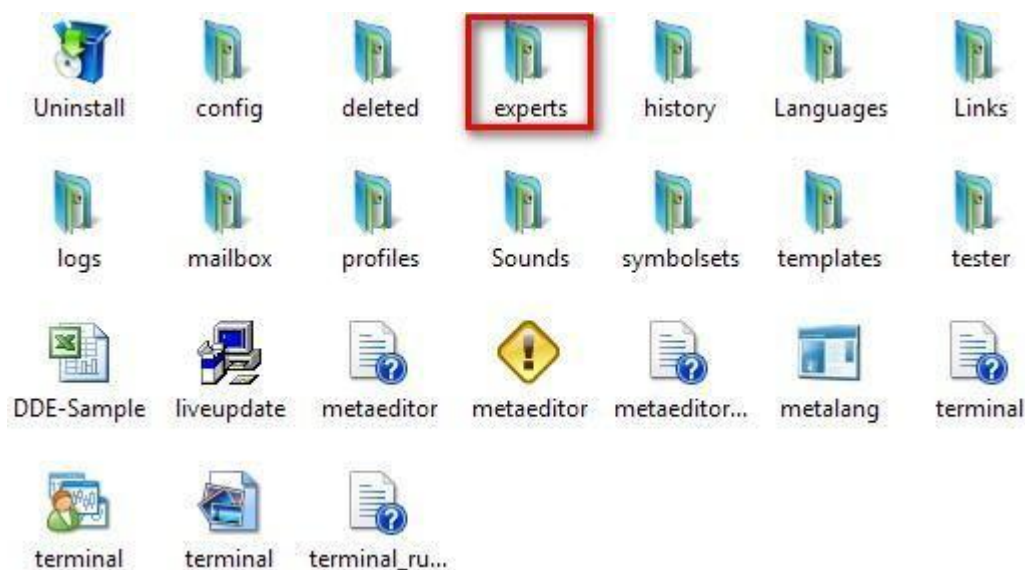 Uninstall config deleted experts history Languages Links
logs mailbox profiles Sounds symbolsets templates tester
DDE-Sample liveupdate metaeditor metaeditor metaeditor... metalang terminal
terminal terminal terminal_ru...